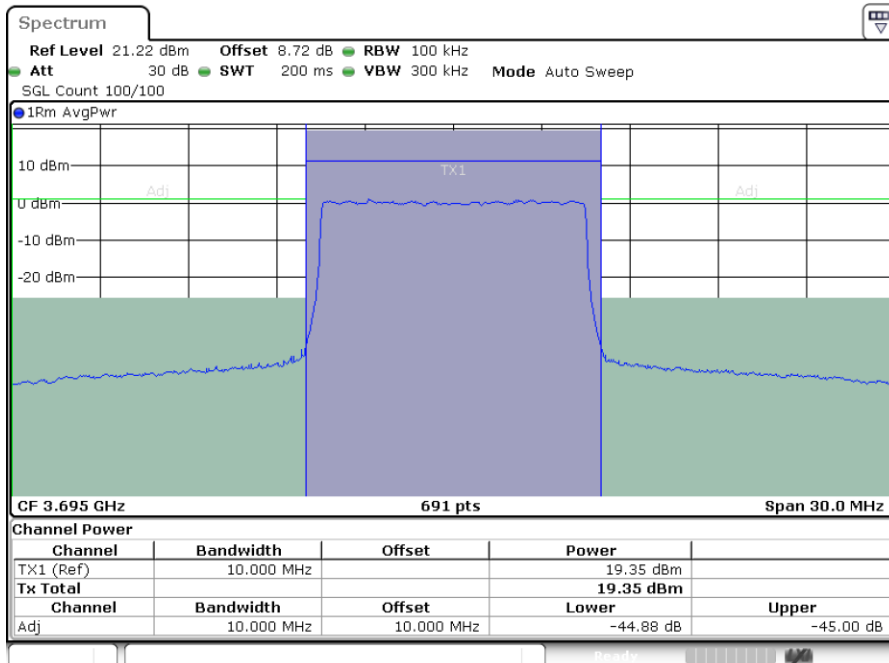 Spectrum
Ref Level 21.22 dBm Offset 8.72 dB RBW 100 kHz
Att 30 dB SWT 200 ms VBW 300 kHz Mode Auto Sweep
SGL Count 100/100
1Rm AvgPwr
10 dBm
TX1
Adj Adj
0 dBm
-10 dBm
-20 dBm
CF 3.695 GHz 691 pts Span 30.0 MHz
Channel Power
Channel Bandwidth Offset Power
TX1 (Ref) 10.000 MHz 19.35 dBm
Tx Total 19.35 dBm
Channel Bandwidth Offset Lower Upper
Adj 10.000 MHz 10.000 MHz -44.88 dB -45.00 dB
Ready